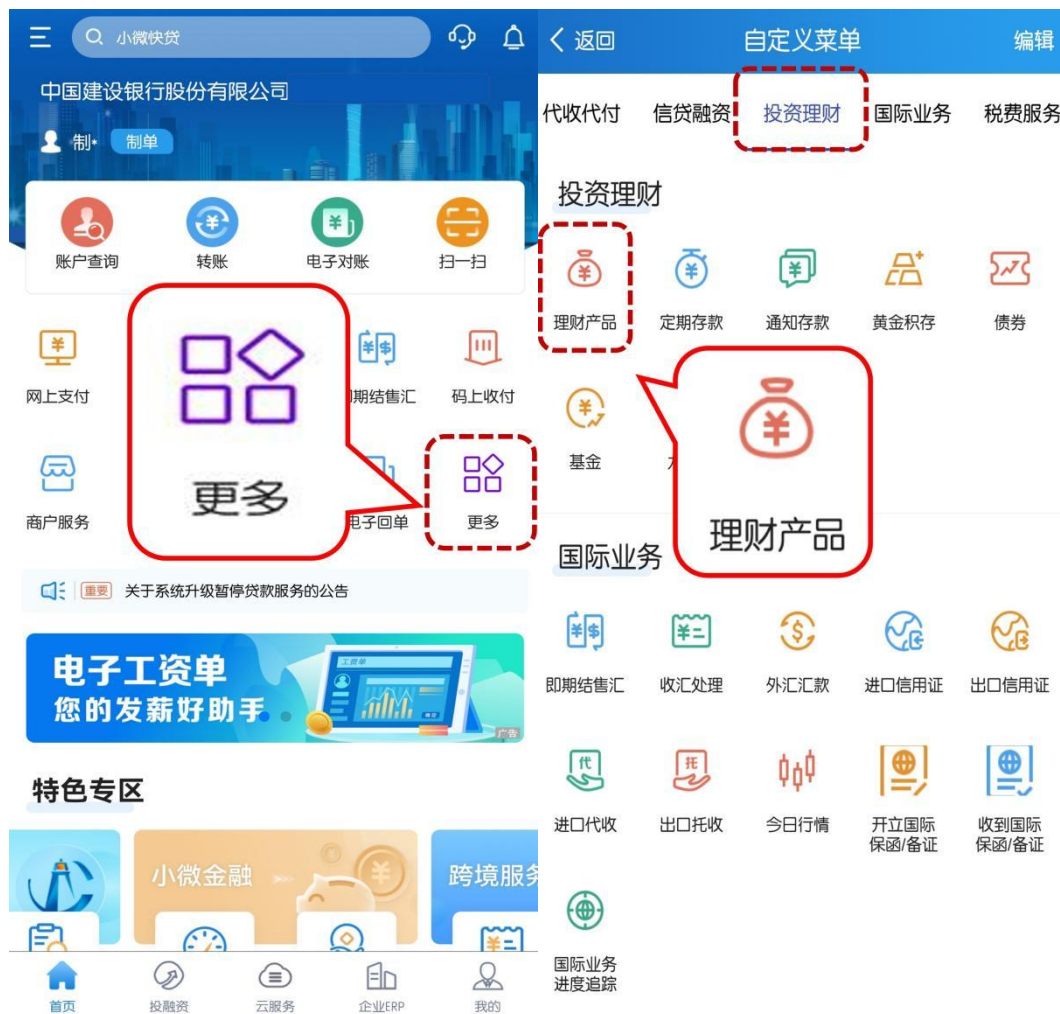 小微快贷
中国建设银行股份有限公司
制* 制单
账户查询 转账 电子对账 扫一扫
网上支付 期结售汇 码上收付
更多
商户服务 电子回单 更多
重要 关于系统升级暂停贷款服务的公告
电子工资单
您的发薪好助手
工资单
广告
特色专区
小微金融 跨境服务
首页 投融资 云服务 企业ERP 我的
返回 自定义菜单 编辑
代收代付 信贷融资 投资理财 国际业务 税费服务
投资理财
理财产品 定期存款 通知存款 黄金积存 债券
基金
理财产品
国际业务
即期结售汇 收汇处理 外汇汇款 进口信用证 出口信用证
代 托
进口代收 出口托收 今日行情 开立国际 收到国际
保函/备证 保函/备证
国际业务
进度追踪